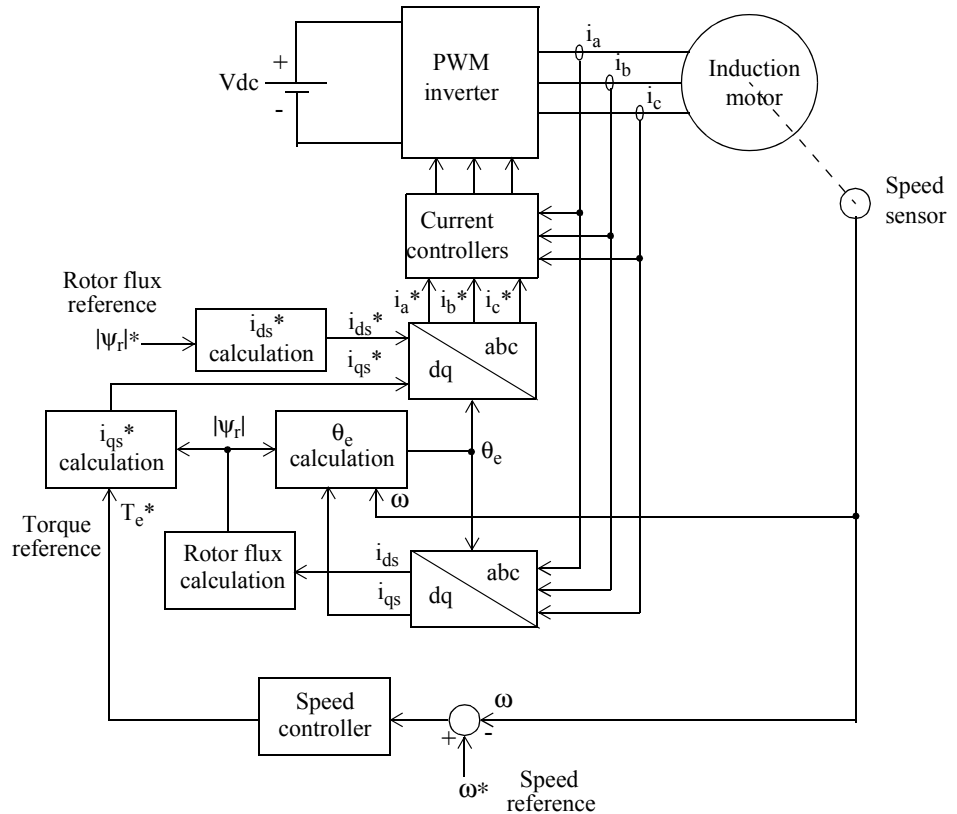 i_a
PWM
inverter
+
Vdc
-
i_b
i_c
Induction
motor
Speed
sensor
Current
controllers
Rotor flux
reference
|ψ_r|*
i_ds*
calculation
i_ds*
i_qs*
i_a*
i_b*
i_c*
abc
dq
i_qs*
calculation
|ψ_r|
θ_e
calculation
θ_e
ω
T_e*
Torque
reference
Rotor flux
calculation
i_ds
i_qs
abc
dq
Speed
controller
ω
+
-
ω*
Speed
reference